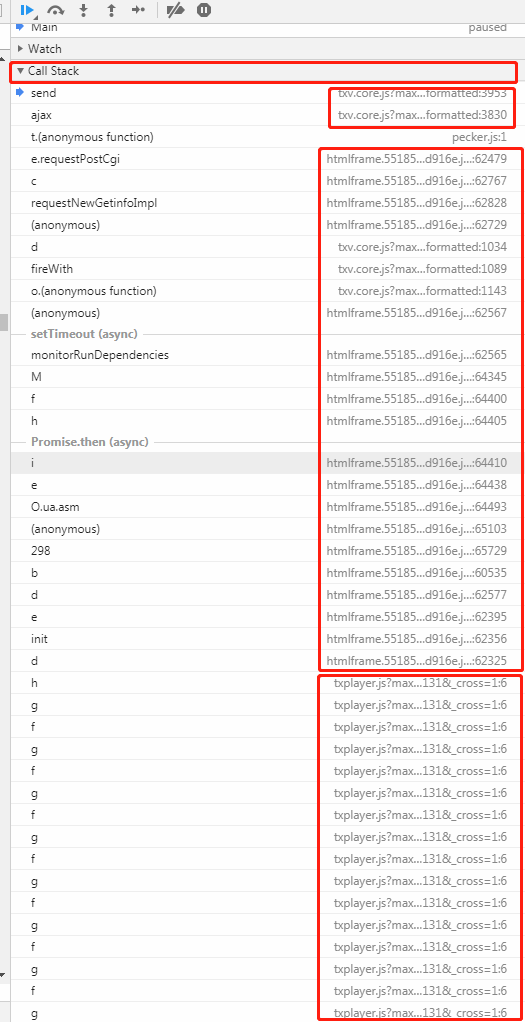 Main paused
Watch
Call Stack
send txv.core.js?max...formatted:3953
ajax txv.core.js?max...formatted:3830
t.(anonymous function) pecker.js:1
e.requestPostCgi htmlframe.55185...d916e.j...:62479
c htmlframe.55185...d916e.j...:62767
requestNewGetinfoImpl htmlframe.55185...d916e.j...:62828
(anonymous) htmlframe.55185...d916e.j...:62729
d txv.core.js?max...formatted:1034
fireWith txv.core.js?max...formatted:1089
o.(anonymous function) txv.core.js?max...formatted:1143
(anonymous) htmlframe.55185...d916e.j...:62567
setTimeout (async)
monitorRunDependencies htmlframe.55185...d916e.j...:62565
M htmlframe.55185...d916e.j...:64345
f htmlframe.55185...d916e.j...:64400
h htmlframe.55185...d916e.j...:64405
Promise.then (async)
i htmlframe.55185...d916e.j...:64410
e htmlframe.55185...d916e.j...:64438
O.ua.asm htmlframe.55185...d916e.j...:64493
(anonymous) htmlframe.55185...d916e.j...:65103
298 htmlframe.55185...d916e.j...:65729
b htmlframe.55185...d916e.j...:60535
d htmlframe.55185...d916e.j...:62577
e htmlframe.55185...d916e.j...:62395
init htmlframe.55185...d916e.j...:62356
d htmlframe.55185...d916e.j...:62325
h txplayer.js?max...131&_cross=1:6
g txplayer.js?max...131&_cross=1:6
f txplayer.js?max...131&_cross=1:6
g txplayer.js?max...131&_cross=1:6
f txplayer.js?max...131&_cross=1:6
g txplayer.js?max...131&_cross=1:6
f txplayer.js?max...131&_cross=1:6
g txplayer.js?max...131&_cross=1:6
f txplayer.js?max...131&_cross=1:6
g txplayer.js?max...131&_cross=1:6
f txplayer.js?max...131&_cross=1:6
g txplayer.js?max...131&_cross=1:6
f txplayer.js?max...131&_cross=1:6
g txplayer.js?max...131&_cross=1:6
f txplayer.js?max...131&_cross=1:6
g txplayer.js?max...131&_cross=1:6